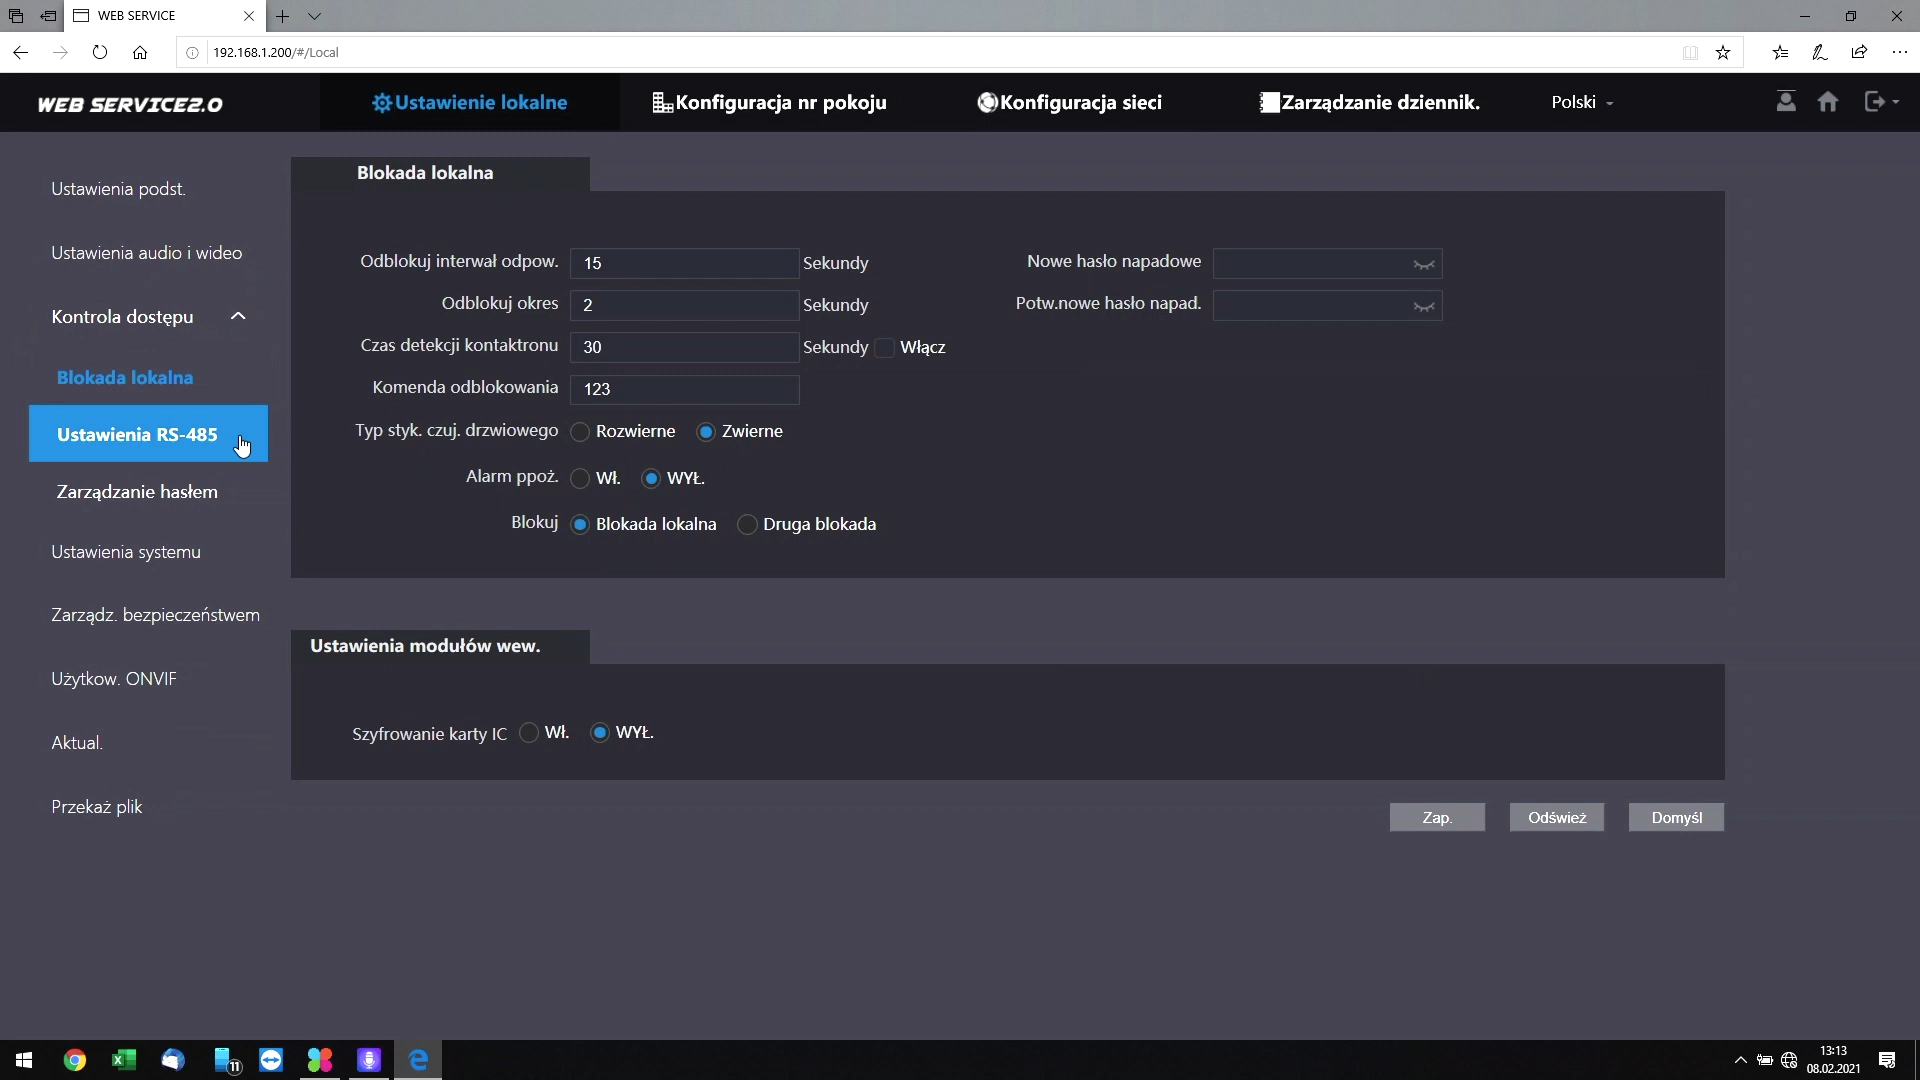 WEB SERVICE
192.168.1.200/#/Local
WEB SERVICE2.0
Ustawienie lokalne
Konfiguracja nr pokoju
Konfiguracja sieci
Zarządzanie dziennik.
Polski
Ustawienia podst.
Ustawienia audio i wideo
Kontrola dostępu
Blokada lokalna
Ustawienia RS-485
Zarządzanie hasłem
Ustawienia systemu
Zarządz. bezpieczeństwem
Użytkow. ONVIF
Aktual.
Przekaż plik
Blokada lokalna
Odblokuj interwał odpow. 15 Sekundy
Nowe hasło napadowe
Odblokuj okres 2 Sekundy
Potw.nowe hasło napad.
Czas detekcji kontaktronu 30 Sekundy Włącz
Komenda odblokowania 123
Typ styk. czuj. drzwiowego Rozwierne Zwierne
Alarm ppoż. Wł. WYŁ.
Blokuj Blokada lokalna Druga blokada
Ustawienia modułów wew.
Szyfrowanie karty IC Wł. WYŁ.
Zap. Odśwież Domyśl
11
13:13
08.02.2021